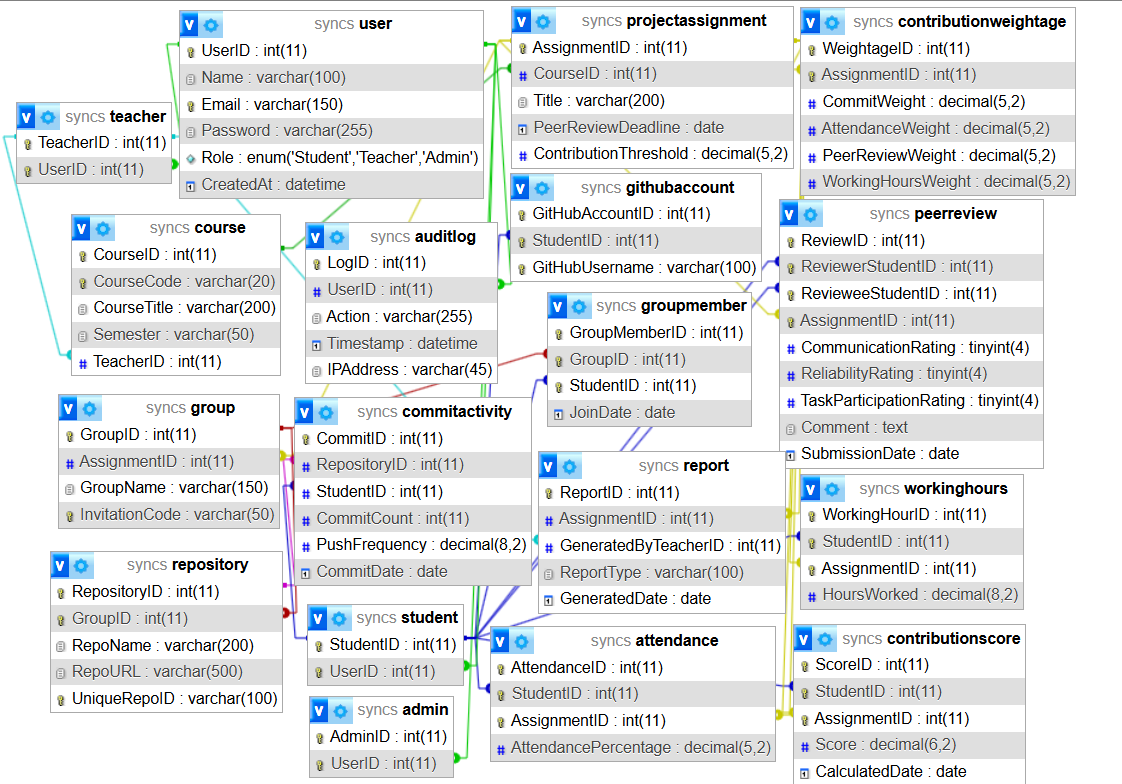 syncs user
UserID : int(11)
Name : varchar(100)
Email : varchar(150)
Password : varchar(255)
Role : enum('Student','Teacher','Admin')
CreatedAt : datetime
syncs projectassignment
AssignmentID : int(11)
CourseID : int(11)
Title : varchar(200)
PeerReviewDeadline : date
ContributionThreshold : decimal(5,2)
syncs contributionweightage
WeightageID : int(11)
AssignmentID : int(11)
CommitWeight : decimal(5,2)
AttendanceWeight : decimal(5,2)
PeerReviewWeight : decimal(5,2)
WorkingHoursWeight : decimal(5,2)
syncs teacher
TeacherID : int(11)
UserID : int(11)
syncs githubaccount
GitHubAccountID : int(11)
StudentID : int(11)
GitHubUsername : varchar(100)
syncs peerreview
ReviewID : int(11)
ReviewerStudentID : int(11)
RevieweeStudentID : int(11)
AssignmentID : int(11)
CommunicationRating : tinyint(4)
ReliabilityRating : tinyint(4)
TaskParticipationRating : tinyint(4)
Comment : text
SubmissionDate : date
syncs course
CourseID : int(11)
CourseCode : varchar(20)
CourseTitle : varchar(200)
Semester : varchar(50)
TeacherID : int(11)
syncs auditlog
LogID : int(11)
UserID : int(11)
Action : varchar(255)
Timestamp : datetime
IPAddress : varchar(45)
syncs groupmember
GroupMemberID : int(11)
GroupID : int(11)
StudentID : int(11)
JoinDate : date
syncs group
GroupID : int(11)
AssignmentID : int(11)
GroupName : varchar(150)
InvitationCode : varchar(50)
syncs commitactivity
CommitID : int(11)
RepositoryID : int(11)
StudentID : int(11)
CommitCount : int(11)
PushFrequency : decimal(8,2)
CommitDate : date
syncs report
ReportID : int(11)
AssignmentID : int(11)
GeneratedByTeacherID : int(11)
ReportType : varchar(100)
GeneratedDate : date
syncs workinghours
WorkingHourID : int(11)
StudentID : int(11)
AssignmentID : int(11)
HoursWorked : decimal(8,2)
syncs repository
RepositoryID : int(11)
GroupID : int(11)
RepoName : varchar(200)
RepoURL : varchar(500)
UniqueRepoID : varchar(100)
syncs student
StudentID : int(11)
UserID : int(11)
syncs attendance
AttendanceID : int(11)
StudentID : int(11)
AssignmentID : int(11)
AttendancePercentage : decimal(5,2)
syncs contributionscore
ScoreID : int(11)
StudentID : int(11)
AssignmentID : int(11)
Score : decimal(6,2)
CalculatedDate : date
syncs admin
AdminID : int(11)
UserID : int(11)